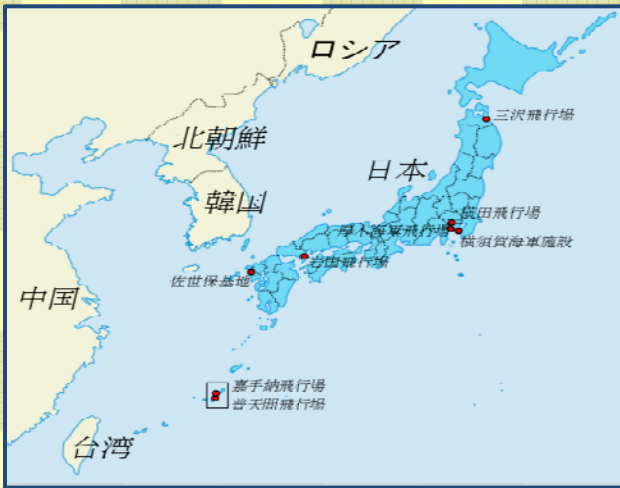 ロシア
三沢飛行場
北朝鮮
日本
韓国
横田飛行場
厚木海軍飛行場
横須賀海軍施設
岩国飛行場
佐世保基地
中国
嘉手納飛行場
普天間飛行場
台湾